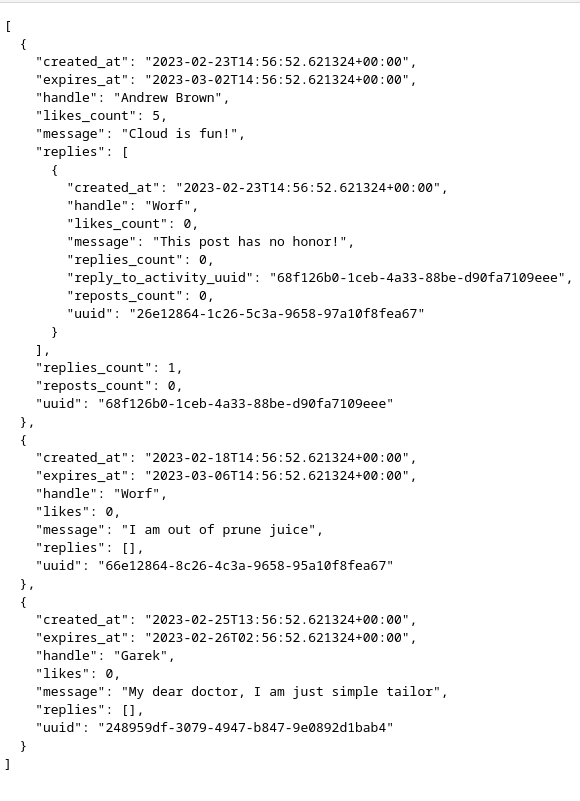 [
  {
    "created_at": "2023-02-23T14:56:52.621324+00:00",
    "expires_at": "2023-03-02T14:56:52.621324+00:00",
    "handle": "Andrew Brown",
    "likes_count": 5,
    "message": "Cloud is fun!",
    "replies": [
      {
        "created_at": "2023-02-23T14:56:52.621324+00:00",
        "handle": "Worf",
        "likes_count": 0,
        "message": "This post has no honor!",
        "replies_count": 0,
        "reply_to_activity_uuid": "68f126b0-1ceb-4a33-88be-d90fa7109eee",
        "reposts_count": 0,
        "uuid": "26e12864-1c26-5c3a-9658-97a10f8fea67"
      }
    ],
    "replies_count": 1,
    "reposts_count": 0,
    "uuid": "68f126b0-1ceb-4a33-88be-d90fa7109eee"
  },
  {
    "created_at": "2023-02-18T14:56:52.621324+00:00",
    "expires_at": "2023-03-06T14:56:52.621324+00:00",
    "handle": "Worf",
    "likes": 0,
    "message": "I am out of prune juice",
    "replies": [],
    "uuid": "66e12864-8c26-4c3a-9658-95a10f8fea67"
  },
  {
    "created_at": "2023-02-25T13:56:52.621324+00:00",
    "expires_at": "2023-02-26T02:56:52.621324+00:00",
    "handle": "Garek",
    "likes": 0,
    "message": "My dear doctor, I am just simple tailor",
    "replies": [],
    "uuid": "248959df-3079-4947-b847-9e0892d1bab4"
  }
]